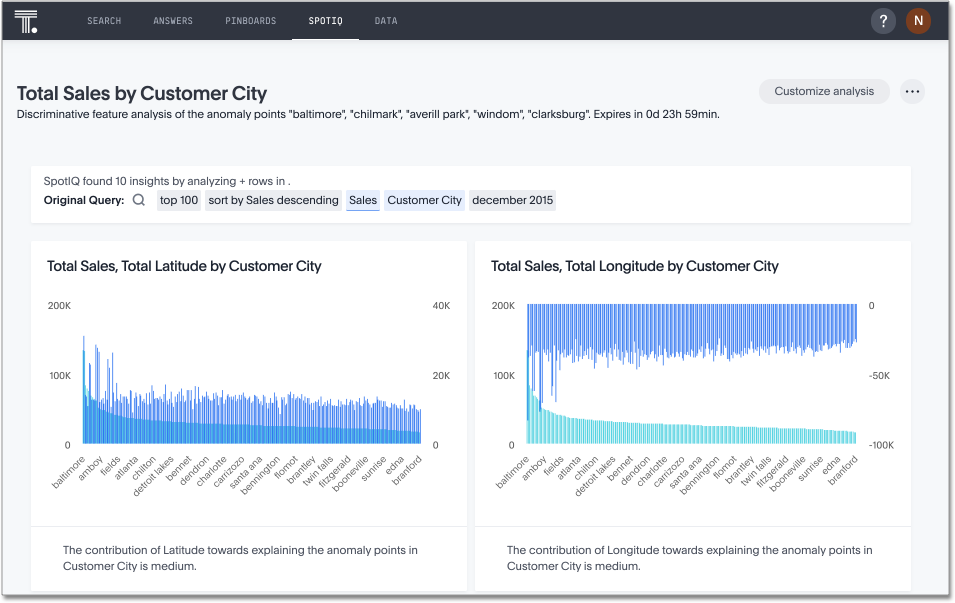 T.
SEARCH ANSWERS PINBOARDS SPOTIQ DATA ? N
Total Sales by Customer City
Customize analysis ...
Discriminative feature analysis of the anomaly points "baltimore", "chilmark", "averill park", "windom", "clarksburg". Expires in 0d 23h 59min.
SpotIQ found 10 insights by analyzing + rows in .
Original Query: top 100 sort by Sales descending Sales Customer City december 2015
Total Sales, Total Latitude by Customer City
200K 40K
100K 20K
0 0
baltimore amboy fields atlanta chilton detroit lakes bennet dendron charlotte carrizozo santa ana bennington flomot brantley twin falls fitzgerald booneville sunrise edna branford
The contribution of Latitude towards explaining the anomaly points in
Customer City is medium.
Total Sales, Total Longitude by Customer City
200K 0
100K -50K
0 -100K
baltimore amboy fields atlanta chilton detroit lakes bennet dendron charlotte carrizozo santa ana bennington flomot brantley twin falls fitzgerald booneville sunrise edna branford
The contribution of Longitude towards explaining the anomaly points in
Customer City is medium.